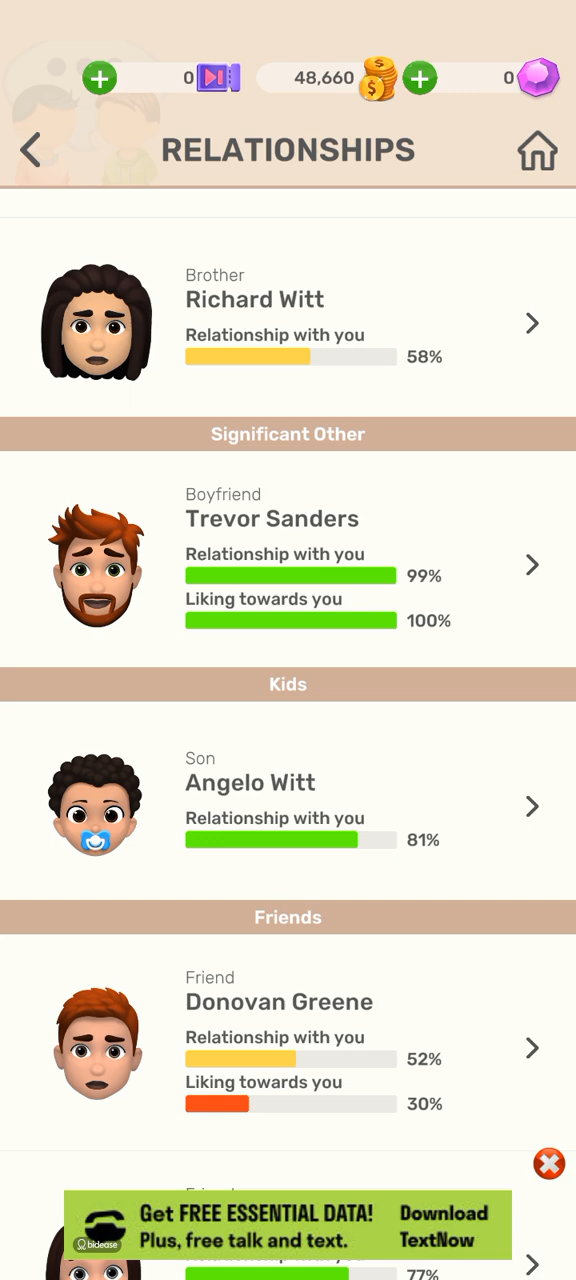 0
48,660
0
RELATIONSHIPS
Brother
Richard Witt
Relationship with you
58%
Significant Other
Boyfriend
Trevor Sanders
Relationship with you
99%
Liking towards you
100%
Kids
Son
Angelo Witt
Relationship with you
81%
Friends
Friend
Donovan Greene
Relationship with you
52%
Liking towards you
30%
Get FREE ESSENTIAL DATA!
Plus, free talk and text.
Download
TextNow
bidease
77%